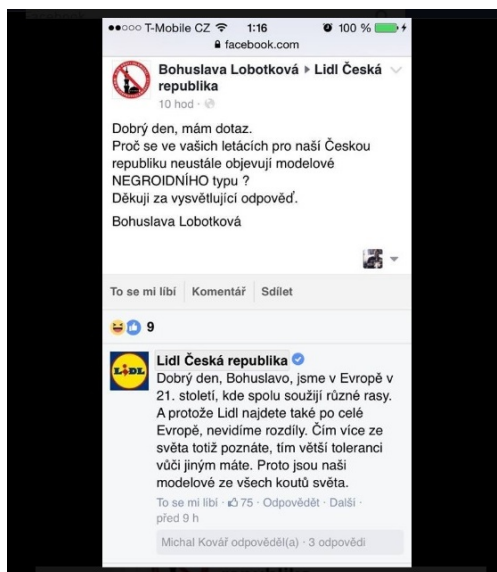 T-Mobile CZ 1:16 100 %
facebook.com
Bohuslava Lobotková ▸ Lidl Česká
republika
10 hod ·
Dobrý den, mám dotaz.
Proč se ve vašich letácích pro naší Českou
republiku neustále objevují modelové
NEGROIDNÍHO typu ?
Děkuji za vysvětlující odpověď.
Bohuslava Lobotková
To se mi líbí Komentář Sdílet
9
LIDL
Lidl Česká republika
Dobrý den, Bohuslavo, jsme v Evropě v
21. století, kde spolu soužijí různé rasy.
A protože Lidl najdete také po celé
Evropě, nevidíme rozdíly. Čím více ze
světa totiž poznáte, tím větší toleranci
vůči jiným máte. Proto jsou naši
modelové ze všech koutů světa.
To se mi líbí · 75 · Odpovědět · Další ·
před 9 h
Michal Kovář odpověděl(a) · 3 odpovědi